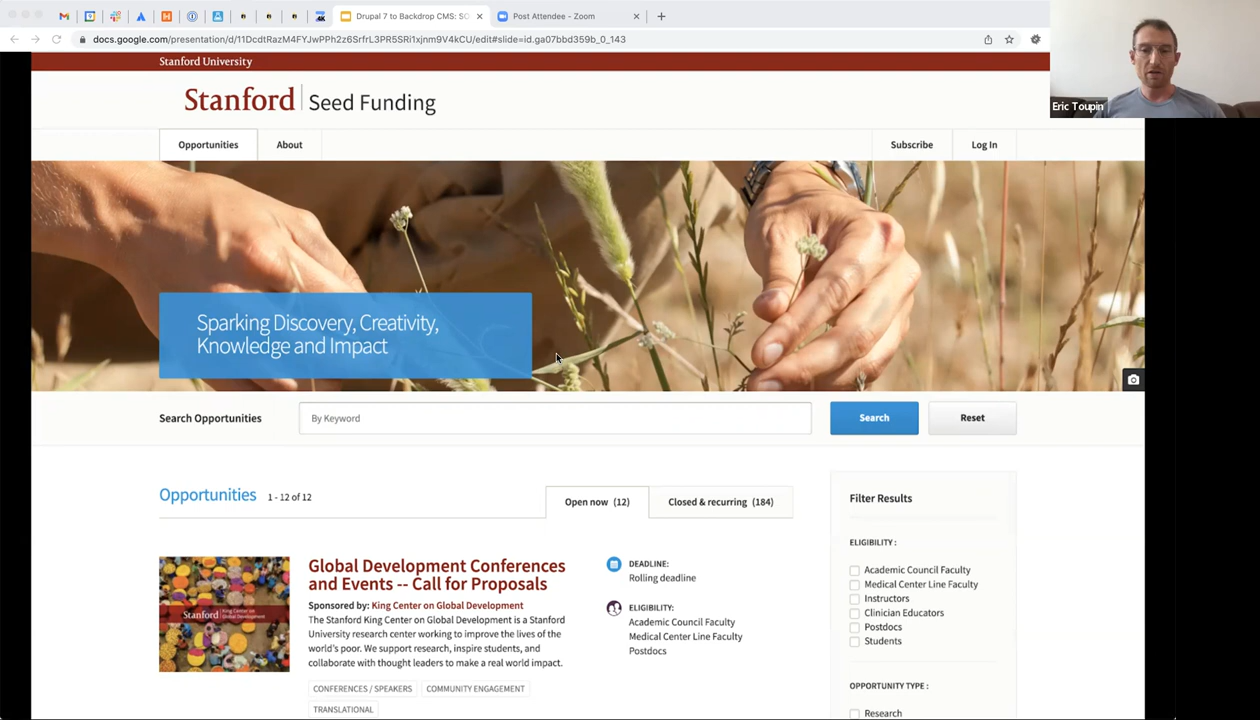 Drupal 7 to Backdrop CMS: SO
Post Attendee - Zoom
docs.google.com/presentation/d/11DcdtRazM4FYJwPPh2z6SrfrL3PR5SRi1xjnm9V4kCU/edit#slide=id.ga07bbd359b_0_143
Eric Toupin
Stanford University
Stanford Seed Funding
Opportunities About Subscribe Log In
Sparking Discovery, Creativity,
Knowledge and Impact
Search Opportunities By Keyword Search Reset
Opportunities 1 - 12 of 12 Open now (12) Closed & recurring (184)
Filter Results
ELIGIBILITY :
Academic Council Faculty
Medical Center Line Faculty
Instructors
Clinician Educators
Postdocs
Students
OPPORTUNITY TYPE :
Research
Stanford King Center on
Global Development
Global Development Conferences
and Events -- Call for Proposals
Sponsored by: King Center on Global Development
The Stanford King Center on Global Development is a Stanford
University research center working to improve the lives of the
world's poor. We support research, inspire students, and
collaborate with thought leaders to make a real world impact.
CONFERENCES / SPEAKERS COMMUNITY ENGAGEMENT
TRANSLATIONAL
DEADLINE:
Rolling deadline
ELIGIBILITY:
Academic Council Faculty
Medical Center Line Faculty
Postdocs